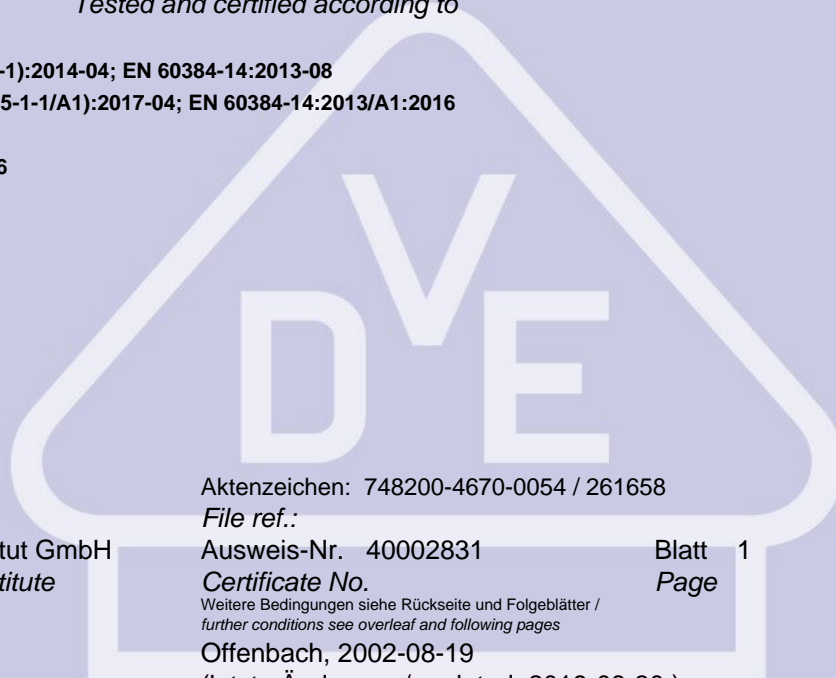 Tested and certified according to
-1):2014-04; EN 60384-14:2013-08
5-1-1/A1):2017-04; EN 60384-14:2013/A1:2016
6
D V E
Aktenzeichen: 748200-4670-0054 / 261658
File ref.:
tut GmbH Ausweis-Nr. 40002831 Blatt 1
titute Certificate No. Page
Weitere Bedingungen siehe Rückseite und Folgeblätter /
further conditions see overleaf and following pages
Offenbach, 2002-08-19